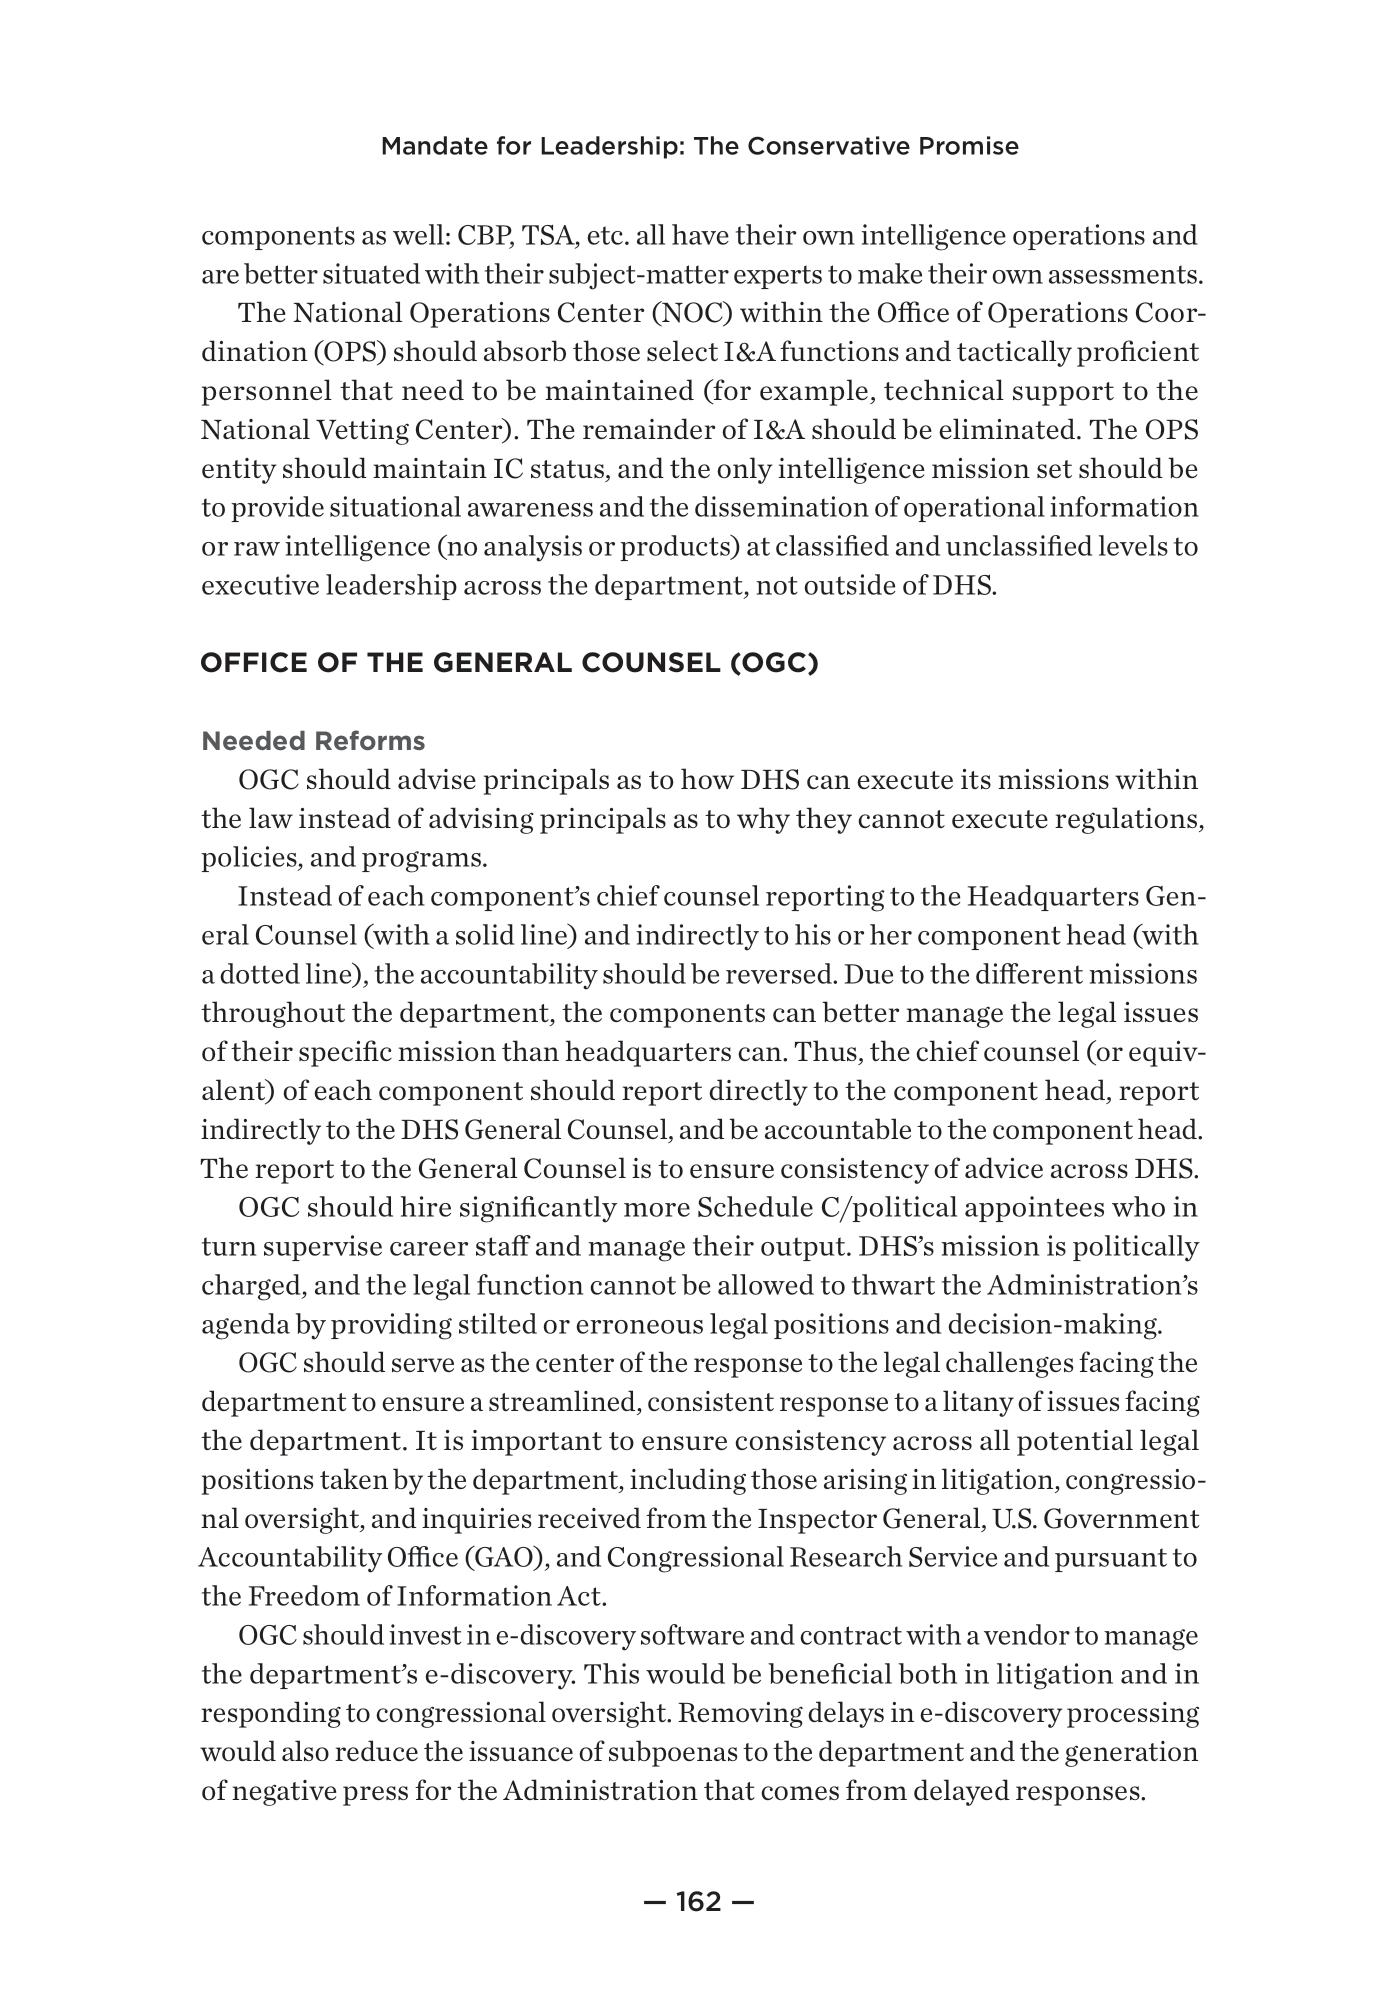 Mandate for Leadership: The Conservative Promise
components as well: CBP, TSA, etc. all have their own intelligence operations and
are better situated with their subject-matter experts to make their own assessments.
The National Operations Center (NOC) within the Office of Operations Coor-
dination (OPS) should absorb those select I&A functions and tactically proficient
personnel that need to be maintained (for example, technical support to the
National Vetting Center). The remainder of I&A should be eliminated. The OPS
entity should maintain IC status, and the only intelligence mission set should be
to provide situational awareness and the dissemination of operational information
or raw intelligence (no analysis or products) at classified and unclassified levels to
executive leadership across the department, not outside of DHS.
OFFICE OF THE GENERAL COUNSEL (OGC)
Needed Reforms
OGC should advise principals as to how DHS can execute its missions within
the law instead of advising principals as to why they cannot execute regulations,
policies, and programs.
Instead of each component’s chief counsel reporting to the Headquarters Gen-
eral Counsel (with a solid line) and indirectly to his or her component head (with
a dotted line), the accountability should be reversed. Due to the different missions
throughout the department, the components can better manage the legal issues
of their specific mission than headquarters can. Thus, the chief counsel (or equiv-
alent) of each component should report directly to the component head, report
indirectly to the DHS General Counsel, and be accountable to the component head.
The report to the General Counsel is to ensure consistency of advice across DHS.
OGC should hire significantly more Schedule C/political appointees who in
turn supervise career staff and manage their output. DHS’s mission is politically
charged, and the legal function cannot be allowed to thwart the Administration’s
agenda by providing stilted or erroneous legal positions and decision-making.
OGC should serve as the center of the response to the legal challenges facing the
department to ensure a streamlined, consistent response to a litany of issues facing
the department. It is important to ensure consistency across all potential legal
positions taken by the department, including those arising in litigation, congressio-
nal oversight, and inquiries received from the Inspector General, U.S. Government
Accountability Office (GAO), and Congressional Research Service and pursuant to
the Freedom of Information Act.
OGC should invest in e-discovery software and contract with a vendor to manage
the department’s e-discovery. This would be beneficial both in litigation and in
responding to congressional oversight. Removing delays in e-discovery processing
would also reduce the issuance of subpoenas to the department and the generation
of negative press for the Administration that comes from delayed responses.
— 162 —